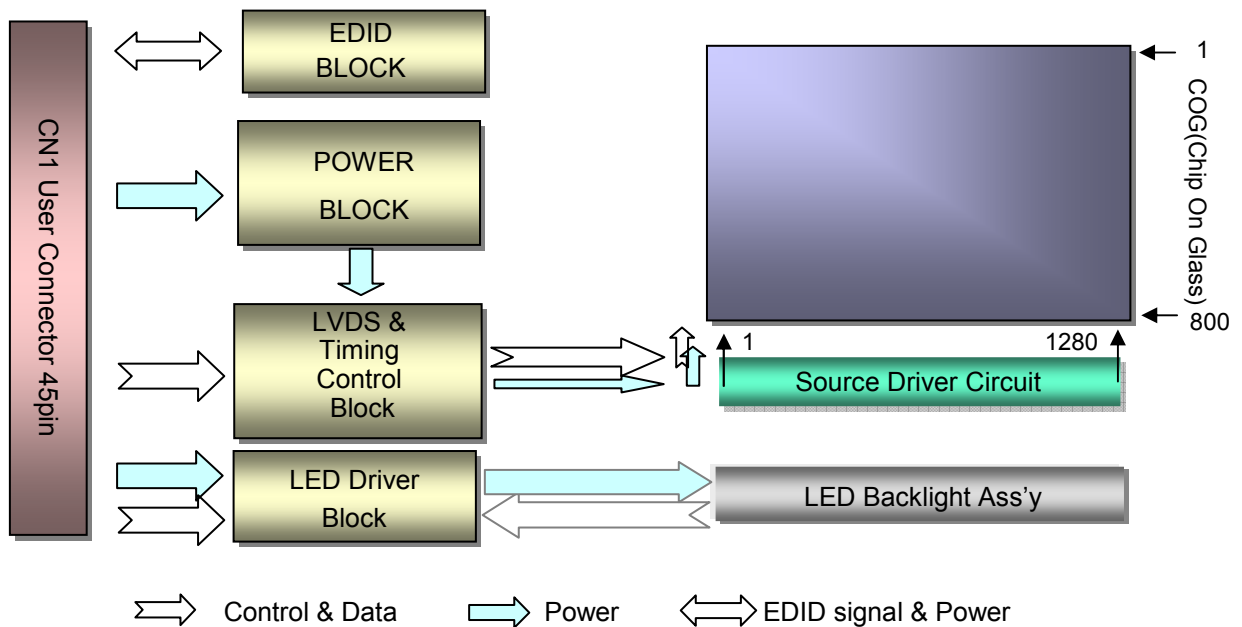 CN1 User Connector 45pin
EDID
BLOCK
POWER
BLOCK
LVDS &
Timing
Control
Block
LED Driver
Block
1
COG(Chip On Glass)
800
1
1280
Source Driver Circuit
LED Backlight Ass’y
Control & Data
Power
EDID signal & Power